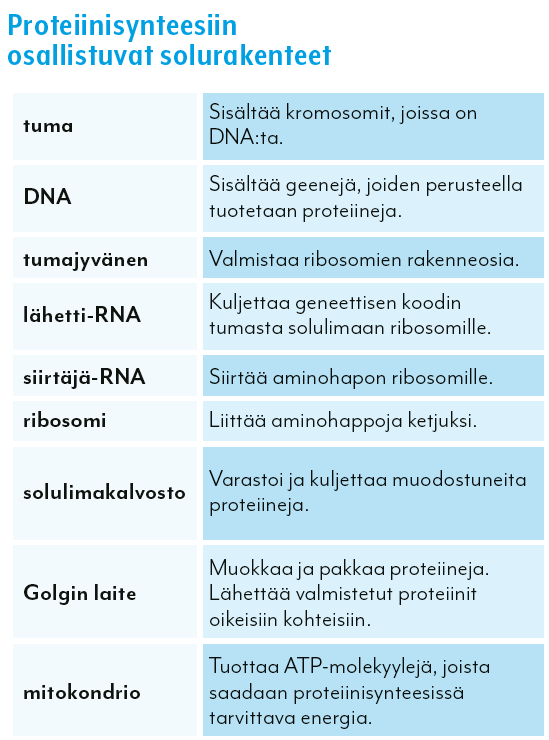 Proteiinisynteesiin
osallistuvat solurakenteet
tuma
Sisältää kromosomit, joissa on
DNA:ta.
DNA
Sisältää geenejä, joiden perusteella
tuotetaan proteiineja.
tumajyvänen
Valmistaa ribosomien rakenneosia.
lähetti-RNA
Kuljettaa geneettisen koodin
tumasta solulimaan ribosomille.
siirtäjä-RNA
Siirtää aminohapon ribosomille.
ribosomi
Liittää aminohappoja ketjuksi.
solulimakalvosto
Varastoi ja kuljettaa muodostuneita
proteiineja.
Golgin laite
Muokkaa ja pakkaa proteiineja.
Lähettää valmistetut proteiinit
oikeisiin kohteisiin.
mitokondrio
Tuottaa ATP-molekyylejä, joista
saadaan proteiinisynteesissä
tarvittava energia.